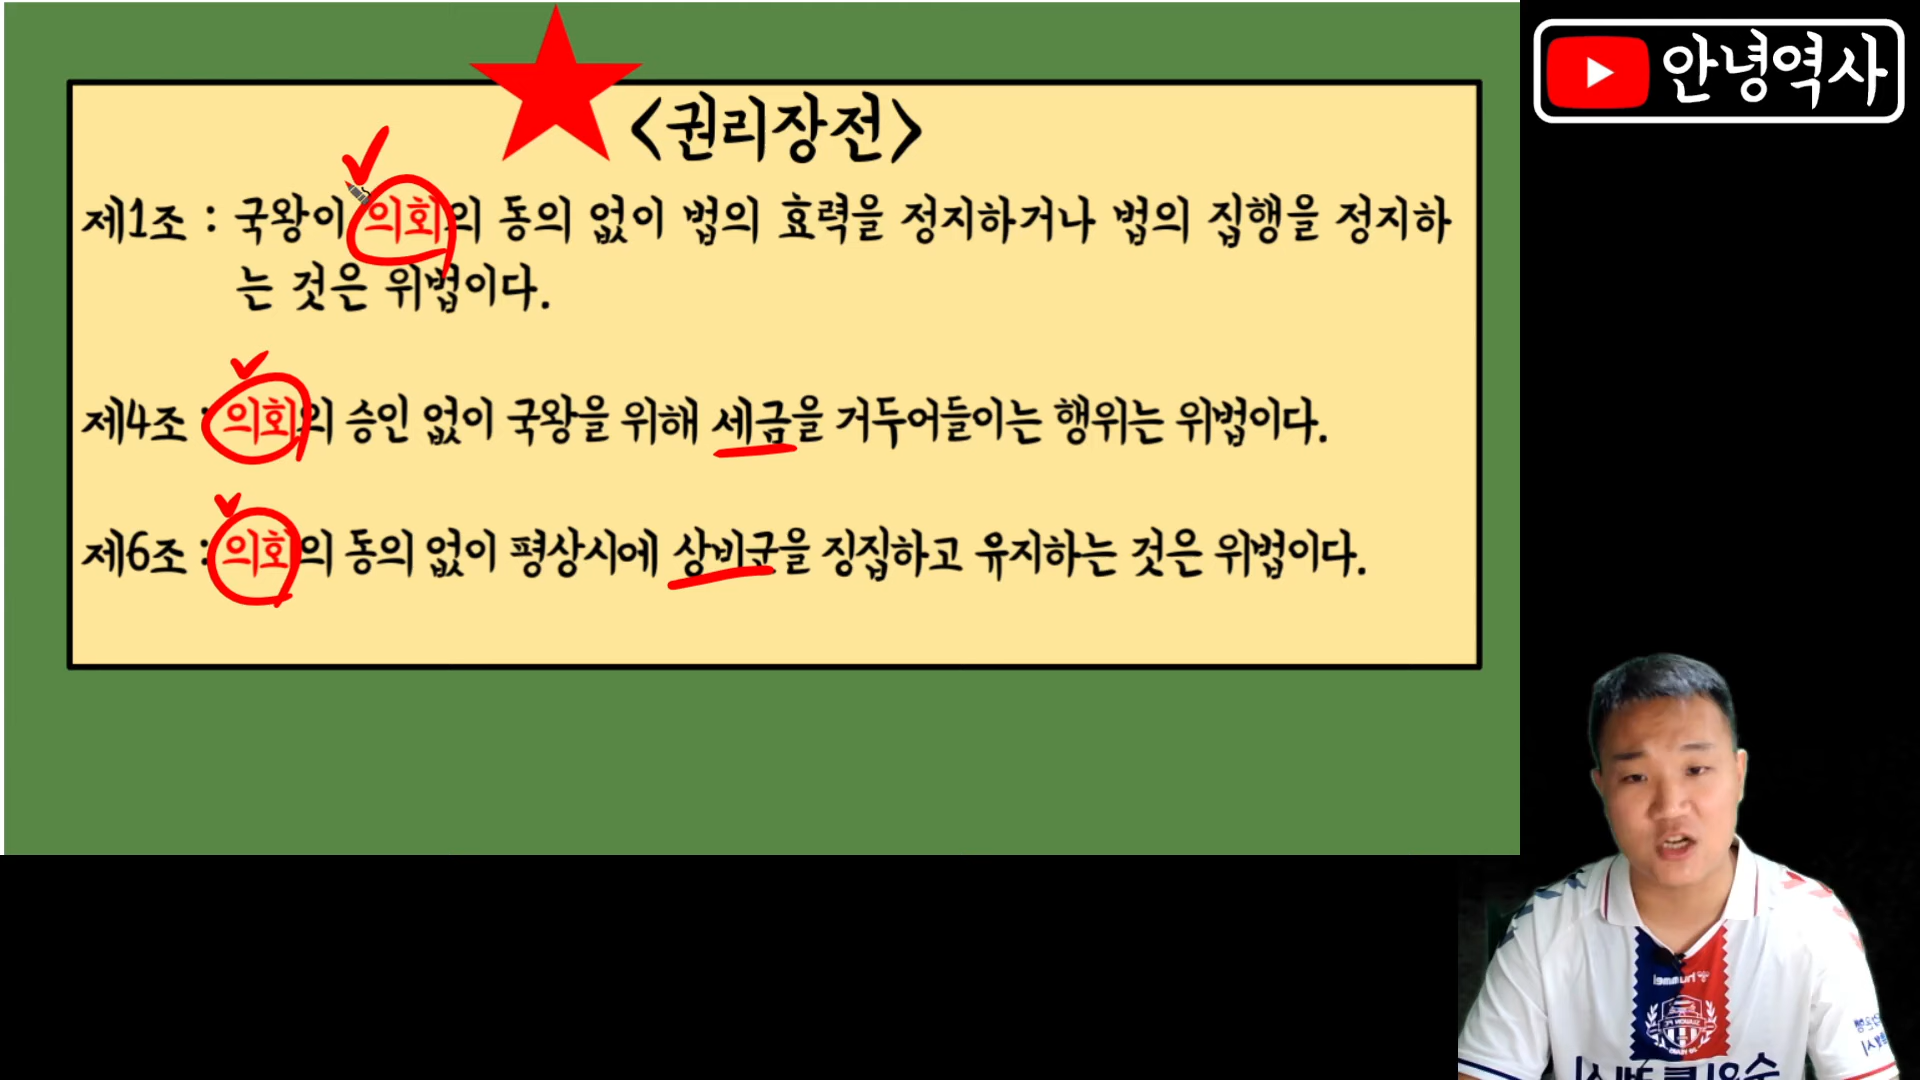 안녕역사
<권리장전>
제1조 : 국왕이 의회의 동의 없이 법의 효력을 정지하거나 법의 집행을 정지하
는 것은 위법이다.
제4조 : 의회의 승인 없이 국왕을 위해 세금을 거두어들이는 행위는 위법이다.
제6조 : 의회의 동의 없이 평상시에 상비군을 징집하고 유지하는 것은 위법이다.
hummel
SUWON FC